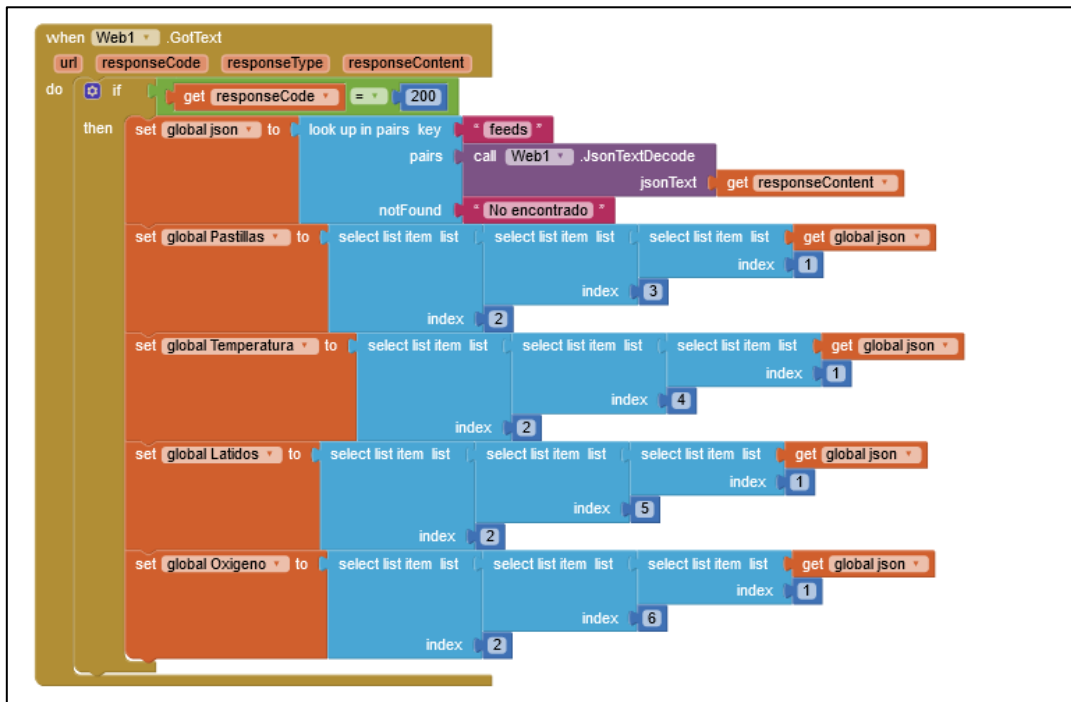 when Web1 .GotText
url responseCode responseType responseContent
do if get responseCode = 200
then set global json to look up in pairs key " feeds "
pairs call Web1 .JsonTextDecode
jsonText get responseContent
notFound " No encontrado "
set global Pastillas to select list item list select list item list select list item list get global json
index 1
index 3
index 2
set global Temperatura to select list item list select list item list select list item list get global json
index 1
index 4
index 2
set global Latidos to select list item list select list item list select list item list get global json
index 1
index 5
index 2
set global Oxigeno to select list item list select list item list select list item list get global json
index 1
index 6
index 2